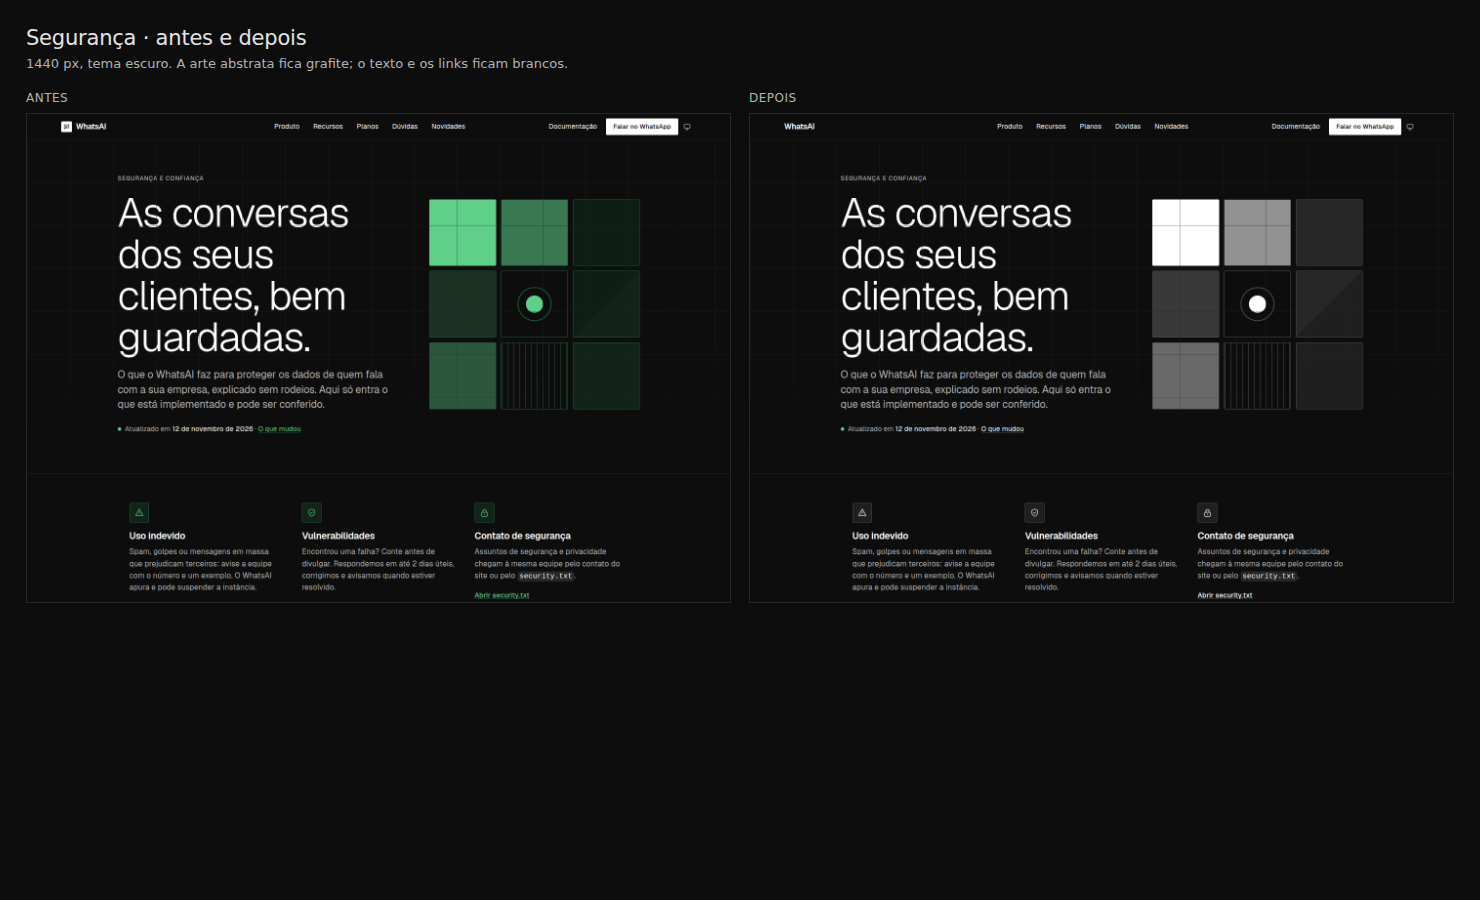 Segurança · antes e depois
1440 px, tema escuro. A arte abstrata fica grafite; o texto e os links ficam brancos.
ANTES
WhatsAI
Produto Recursos Planos Dúvidas Novidades
Documentação Falar no WhatsApp
SEGURANÇA E CONFIANÇA
As conversas
dos seus
clientes, bem
guardadas.
O que o WhatsAI faz para proteger os dados de quem fala
com a sua empresa, explicado sem rodeios. Aqui só entra o
que está implementado e pode ser conferido.
Atualizado em 12 de novembro de 2026 · O que mudou
Uso indevido
Spam, golpes ou mensagens em massa
que prejudicam terceiros: avise a equipe
com o número e um exemplo. O WhatsAI
apura e pode suspender a instância.
Vulnerabilidades
Encontrou uma falha? Conte antes de
divulgar. Respondemos em até 2 dias úteis,
corrigimos e avisamos quando estiver
resolvido.
Contato de segurança
Assuntos de segurança e privacidade
chegam à mesma equipe pelo contato do
site ou pelo security.txt.
Abrir security.txt
DEPOIS
WhatsAI
Produto Recursos Planos Dúvidas Novidades
Documentação Falar no WhatsApp
SEGURANÇA E CONFIANÇA
As conversas
dos seus
clientes, bem
guardadas.
O que o WhatsAI faz para proteger os dados de quem fala
com a sua empresa, explicado sem rodeios. Aqui só entra o
que está implementado e pode ser conferido.
Atualizado em 12 de novembro de 2026 · O que mudou
Uso indevido
Spam, golpes ou mensagens em massa
que prejudicam terceiros: avise a equipe
com o número e um exemplo. O WhatsAI
apura e pode suspender a instância.
Vulnerabilidades
Encontrou uma falha? Conte antes de
divulgar. Respondemos em até 2 dias úteis,
corrigimos e avisamos quando estiver
resolvido.
Contato de segurança
Assuntos de segurança e privacidade
chegam à mesma equipe pelo contato do
site ou pelo security.txt.
Abrir security.txt